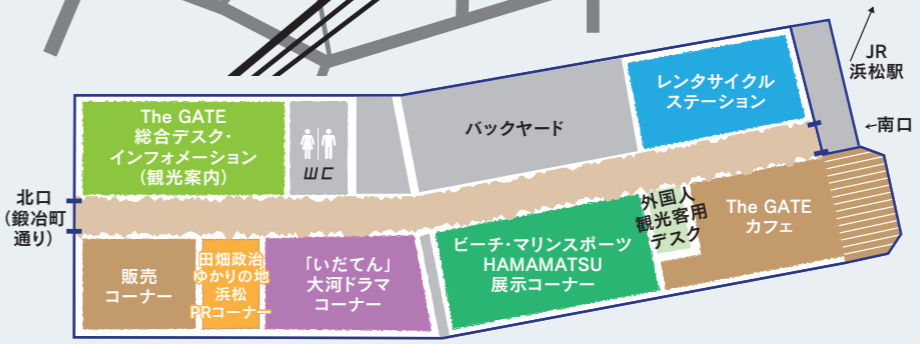 JR
浜松駅
←南口
レンタサイクル
ステーション
バックヤード
The GATE
総合デスク・
インフォメーション
(観光案内)
WC
北口
(鍛冶町
通り)
販売
コーナー
田畑政治
ゆかりの地
浜松
PRコーナー
「いだてん」
大河ドラマ
コーナー
ビーチ・マリンスポーツ
HAMAMATSU
展示コーナー
外国人
観光客用
デスク
The GATE
カフェ